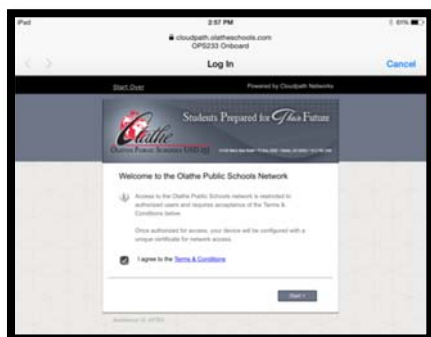 iPad
2:57 PM
81%
cloudpath.olatheschools.com
OPS233 Onboard
Log In
Cancel
Start Over
Powered by Cloudpath Networks
Students Prepared for Their Future
Olathe
Olathe Public Schools USD 233
Welcome to the Olathe Public Schools Network
Access to the Olathe Public Schools network is restricted to
authorized users and requires acceptance of the Terms &
Conditions below
Once authorized for access, your device will be configured with a
unique certificate for network access.
I agree to the Terms & Conditions
Start >